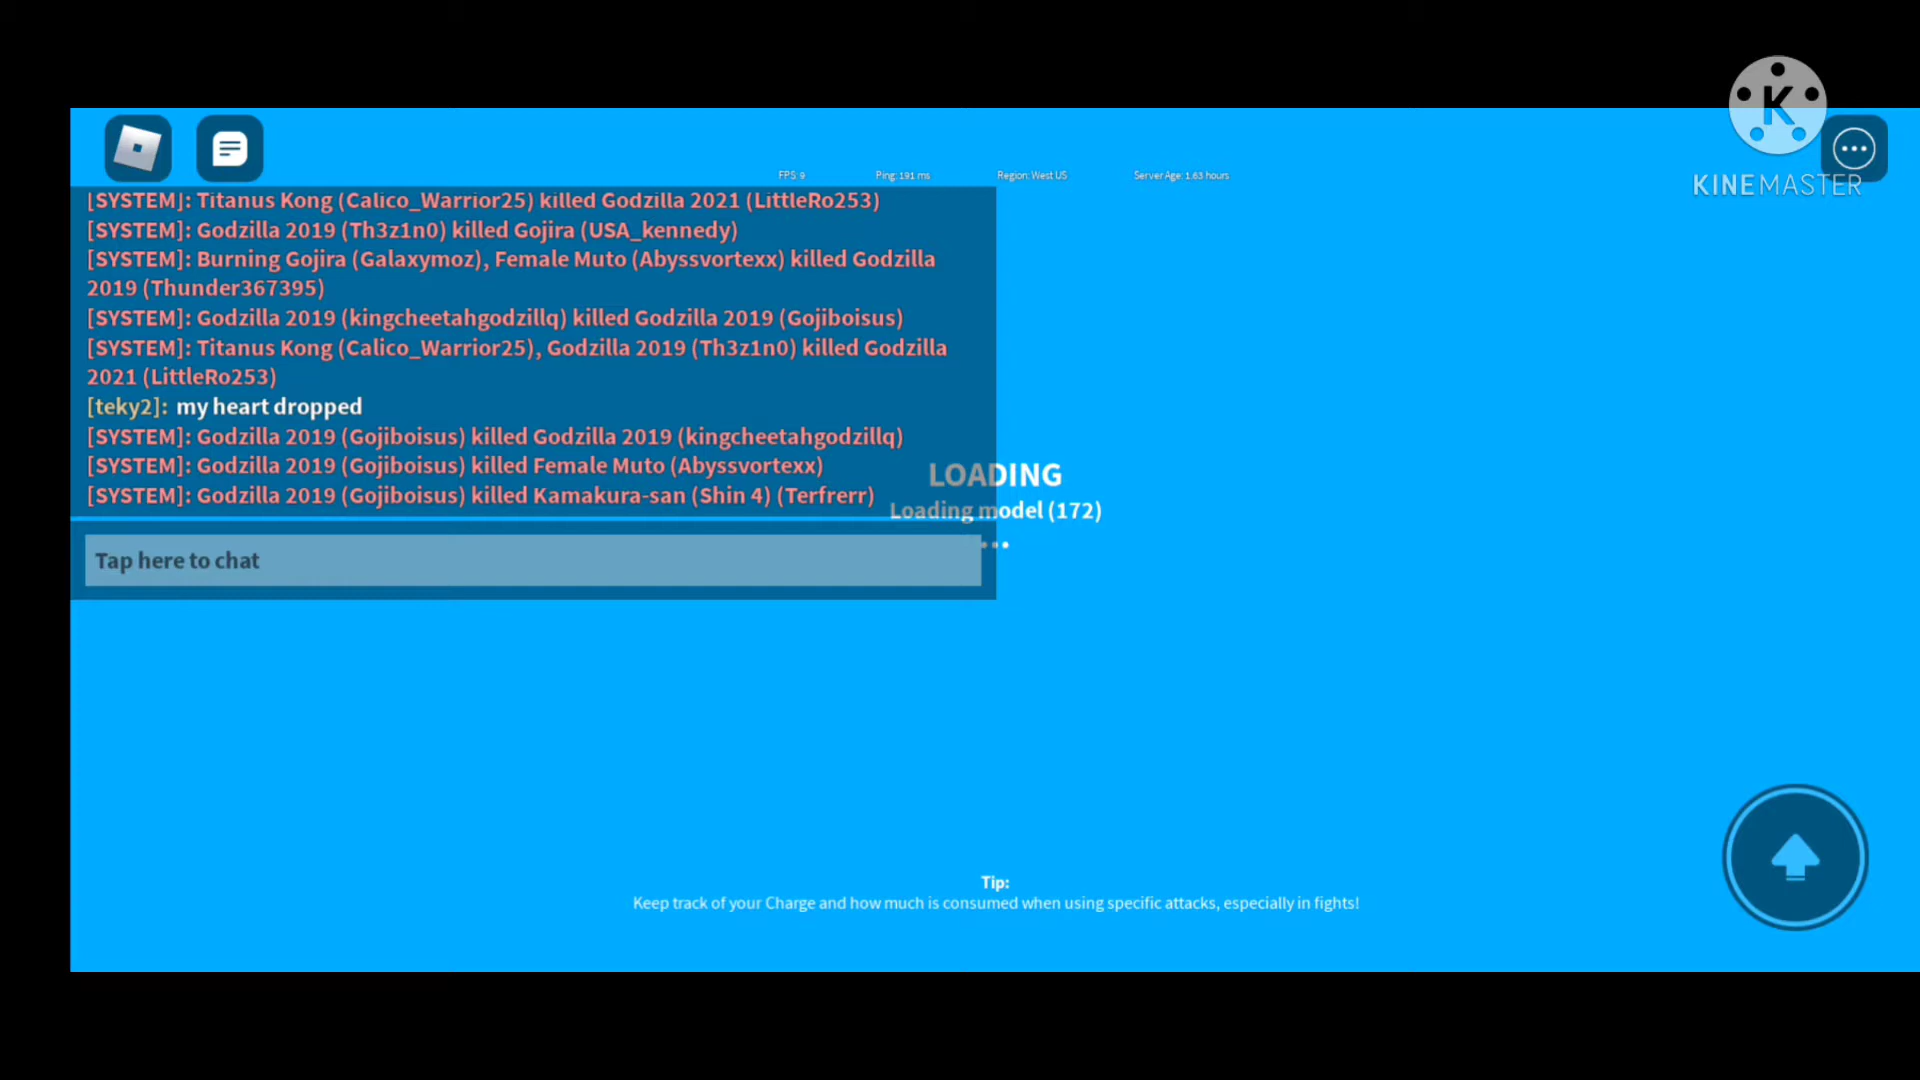 K
KINEMASTER
FPS: 9 Ping: 191 ms Region: West US Server Age: 1.63 hours
[SYSTEM]: Titanus Kong (Calico_Warrior25) killed Godzilla 2021 (LittleRo253)
[SYSTEM]: Godzilla 2019 (Th3z1n0) killed Gojira (USA_kennedy)
[SYSTEM]: Burning Gojira (Galaxymoz), Female Muto (Abyssvortexx) killed Godzilla
2019 (Thunder367395)
[SYSTEM]: Godzilla 2019 (kingcheetahgodzillq) killed Godzilla 2019 (Gojiboisus)
[SYSTEM]: Titanus Kong (Calico_Warrior25), Godzilla 2019 (Th3z1n0) killed Godzilla
2021 (LittleRo253)
[teky2]: my heart dropped
[SYSTEM]: Godzilla 2019 (Gojiboisus) killed Godzilla 2019 (kingcheetahgodzillq)
[SYSTEM]: Godzilla 2019 (Gojiboisus) killed Female Muto (Abyssvortexx)
[SYSTEM]: Godzilla 2019 (Gojiboisus) killed Kamakura-san (Shin 4) (Terfrerr)
LOADING
Loading model (172)
...
Tap here to chat
Tip:
Keep track of your Charge and how much is consumed when using specific attacks, especially in fights!